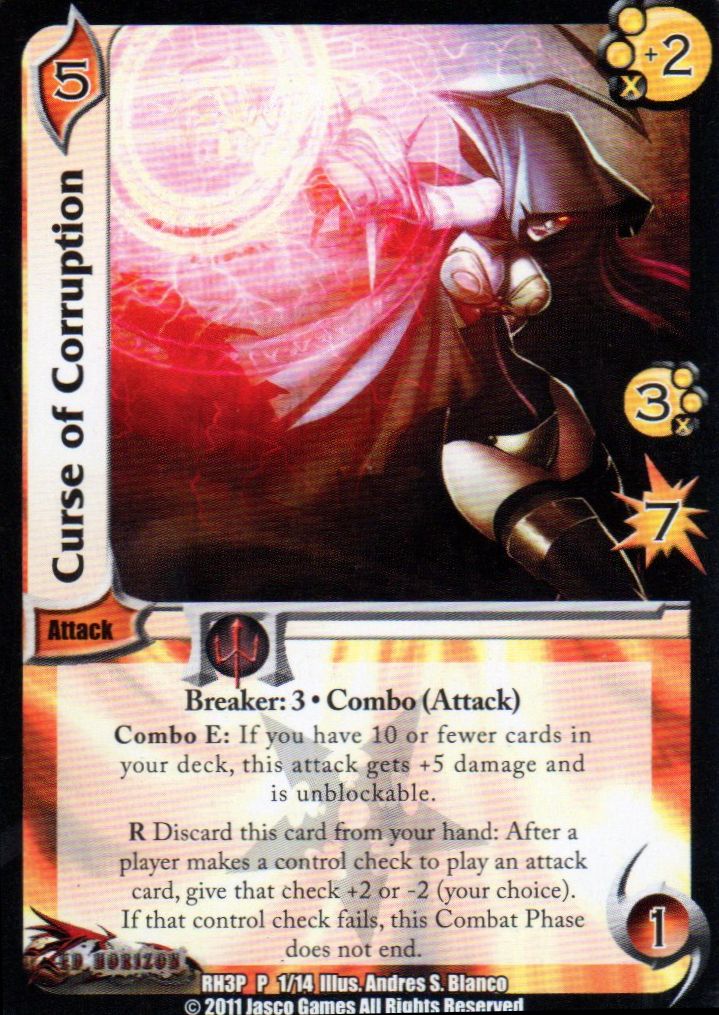 5
+2
X
Curse of Corruption
3
X
7
Attack
Breaker: 3 • Combo (Attack)
Combo E: If you have 10 or fewer cards in
your deck, this attack gets +5 damage and
is unblockable.
R Discard this card from your hand: After a
player makes a control check to play an attack
card, give that check +2 or -2 (your choice).
If that control check fails, this Combat Phase
does not end.
1
RED HORIZON
RH3P P 1/14 Illus. Andres S. Blanco
© 2011 Jasco Games All Rights Reserved